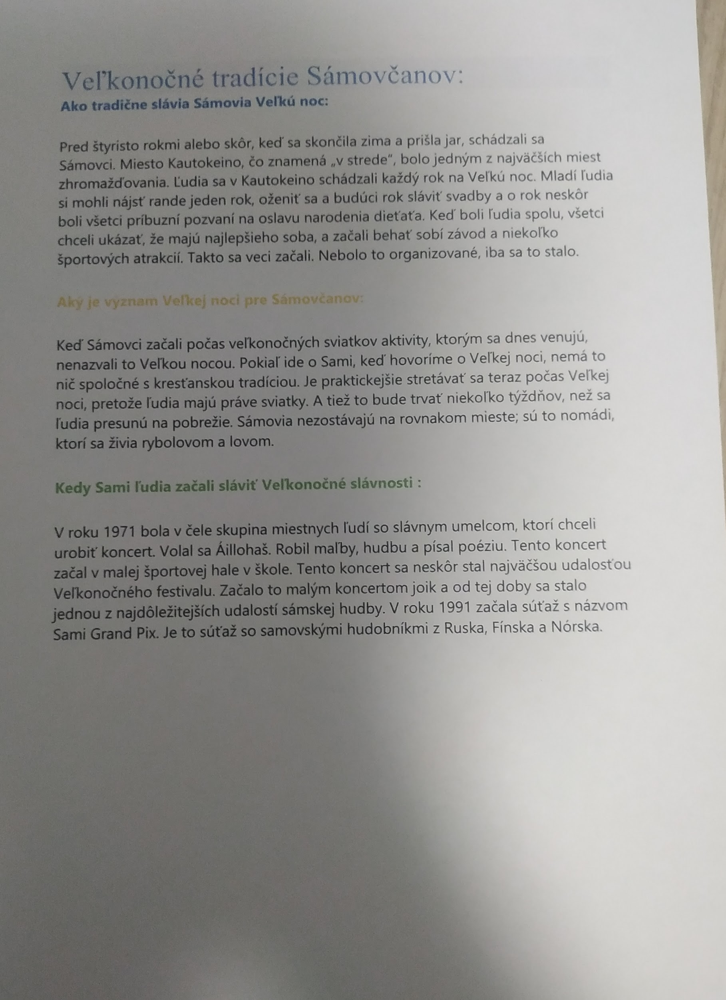 Veľkonočné tradície Sámovčanov:
Ako tradične slávia Sámovia Veľkú noc:
Pred štyristo rokmi alebo skôr, keď sa skončila zima a prišla jar, schádzali sa
Sámovci. Miesto Kautokeino, čo znamená „v strede“, bolo jedným z najväčších miest
zhromažďovania. Ľudia sa v Kautokeino schádzali každý rok na Veľkú noc. Mladí ľudia
si mohli nájsť rande jeden rok, oženiť sa a budúci rok sláviť svadby a o rok neskôr
boli všetci príbuzní pozvaní na oslavu narodenia dieťaťa. Keď boli ľudia spolu, všetci
chceli ukázať, že majú najlepšieho soba, a začali behať sobí závod a niekoľko
športových atrakcií. Takto sa veci začali. Nebolo to organizované, iba sa to stalo.
Aký je význam Veľkej noci pre Sámovčanov:
Keď Sámovci začali počas veľkonočných sviatkov aktivity, ktorým sa dnes venujú,
nenazvali to Veľkou nocou. Pokiaľ ide o Sami, keď hovoríme o Veľkej noci, nemá to
nič spoločné s kresťanskou tradíciou. Je praktickejšie stretávať sa teraz počas Veľkej
noci, pretože ľudia majú práve sviatky. A tiež to bude trvať niekoľko týždňov, než sa
ľudia presunú na pobrežie. Sámovia nezostávajú na rovnakom mieste; sú to nomádi,
ktorí sa živia rybolovom a lovom.
Kedy Sami ľudia začali sláviť Veľkonočné slávnosti :
V roku 1971 bola v čele skupina miestnych ľudí so slávnym umelcom, ktorí chceli
urobiť koncert. Volal sa Áillohaš. Robil maľby, hudbu a písal poéziu. Tento koncert
začal v malej športovej hale v škole. Tento koncert sa neskôr stal najväčšou udalosťou
Veľkonočného festivalu. Začalo to malým koncertom joik a od tej doby sa stalo
jednou z najdôležitejších udalostí sámskej hudby. V roku 1991 začala súťaž s názvom
Sami Grand Pix. Je to súťaž so samovskými hudobníkmi z Ruska, Fínska a Nórska.